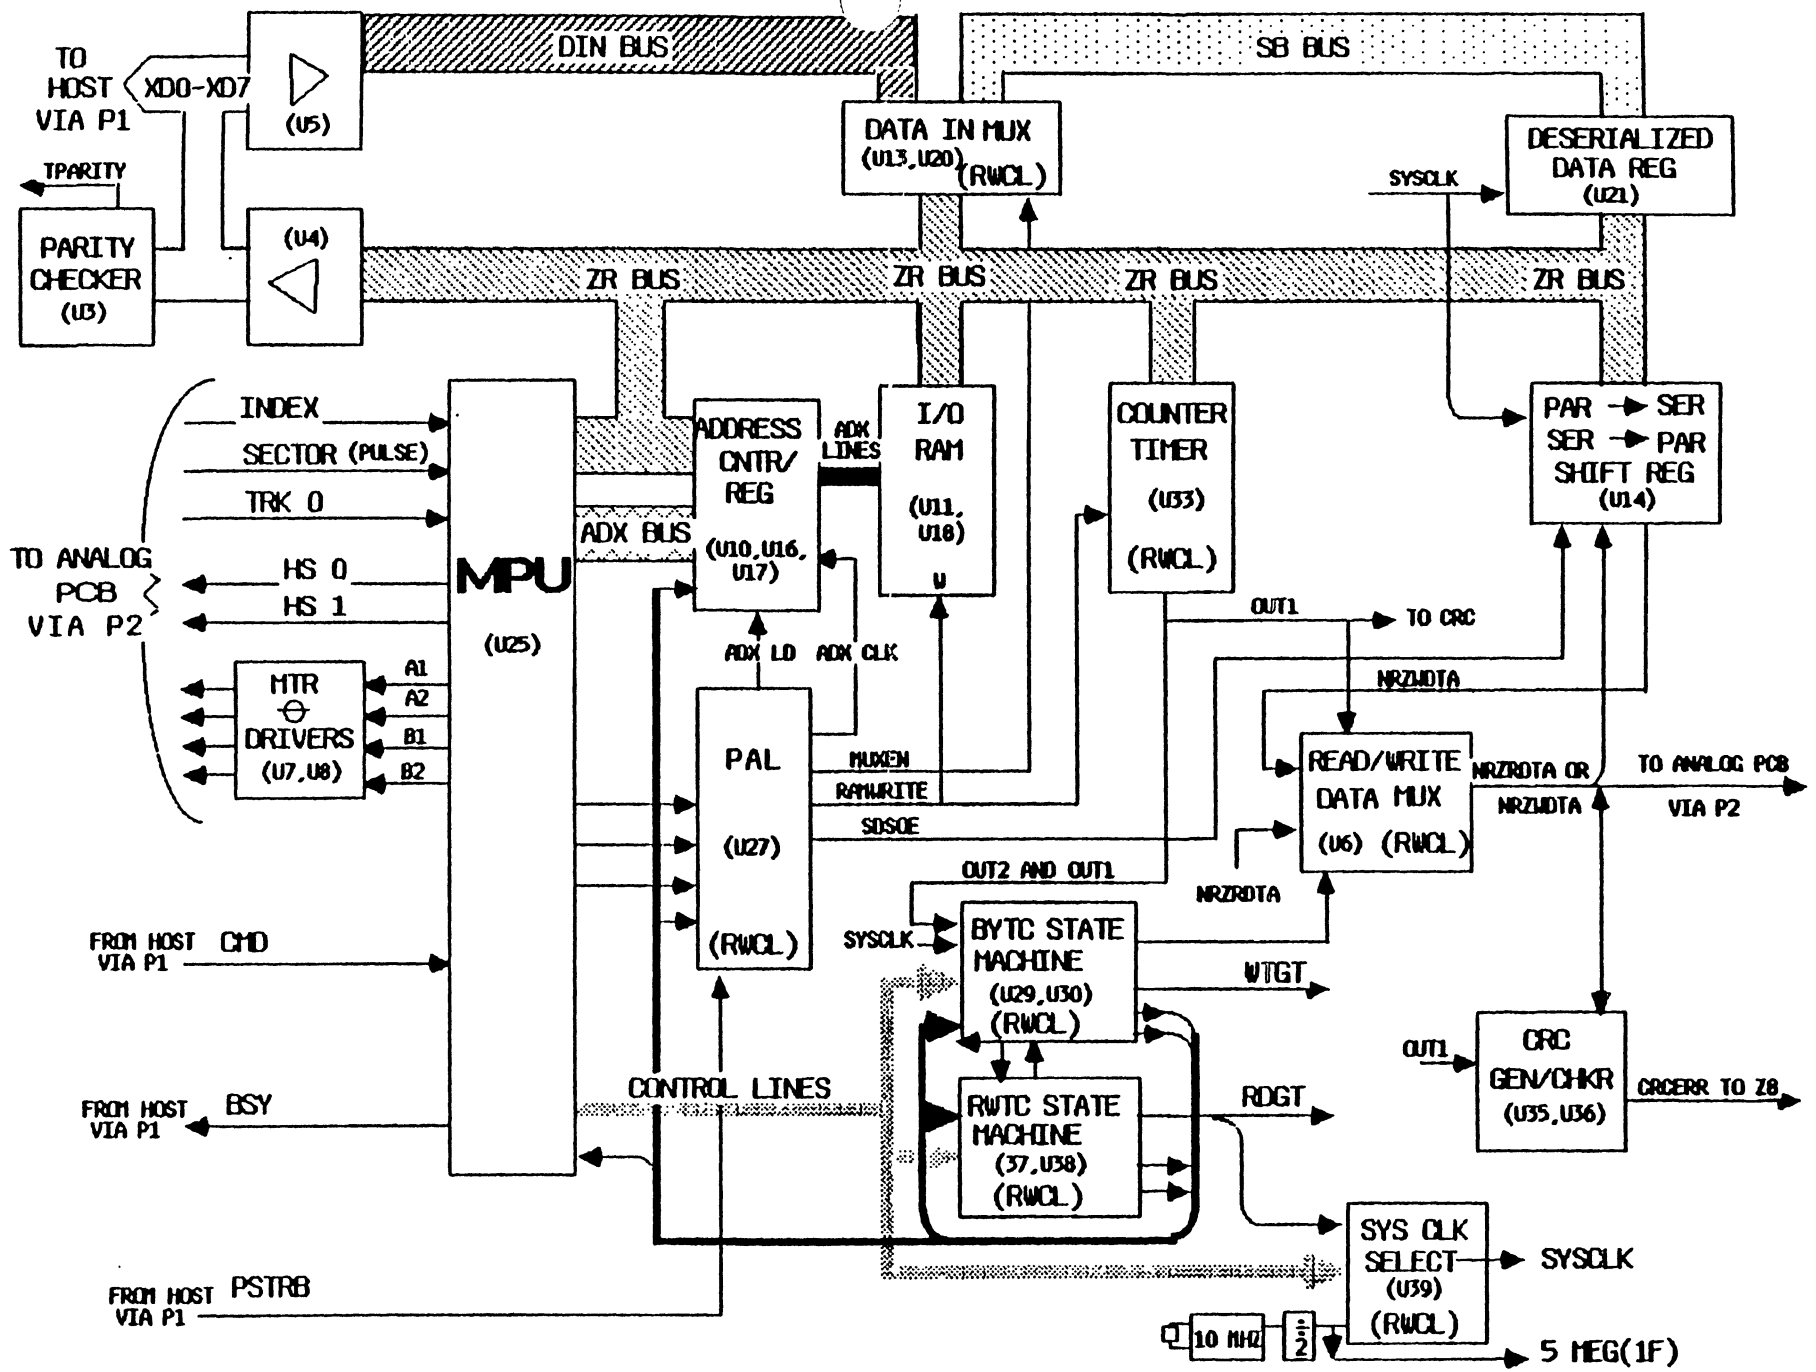 DIN BUS
SB BUS
TO
HOST
VIA P1
XD0-XD7
(U5)
DATA IN MUX
(U13,U20)
(RWCL)
DESERIALIZED
DATA REG
(U21)
TPARITY
SYSCLK
PARITY
CHECKER
(U3)
(U4)
ZR BUS
ZR BUS
ZR BUS
ZR BUS
INDEX
SECTOR (PULSE)
TRK 0
TO ANALOG
PCB
VIA P2
HS 0
HS 1
MPU
(U25)
ADDRESS
CNTR/
REG
(U10,U16,
U17)
ADX
LINES
ADX BUS
I/O
RAM
(U11,
U18)
W
COUNTER
TIMER
(U33)
(RWCL)
PAR SER
SER PAR
SHIFT REG
(U14)
OUT1
TO CRC
ADX LD
ADX CLK
MTR
DRIVERS
(U7,U8)
A1
A2
B1
B2
PAL
(U27)
(RWCL)
MUXEN
RAMWRITE
SDSOE
NRZWDTA
READ/WRITE
DATA MUX
(U6) (RWCL)
NRZRDTA OR
NRZWDTA
TO ANALOG PCB
VIA P2
NRZRDTA
OUT2 AND OUT1
SYSCLK
BYTC STATE
MACHINE
(U29,U30)
(RWCL)
WTGT
FROM HOST
VIA P1
CMD
CONTROL LINES
RWTC STATE
MACHINE
(37,U38)
(RWCL)
RDGT
OUT1
CRC
GEN/CHKR
(U35,U36)
CRCERR TO Z8
FROM HOST
VIA P1
BSY
SYS CLK
SELECT
(U39)
(RWCL)
SYSCLK
FROM HOST
VIA P1
PSTRB
10 MHZ
÷
2
5 MEG(1F)